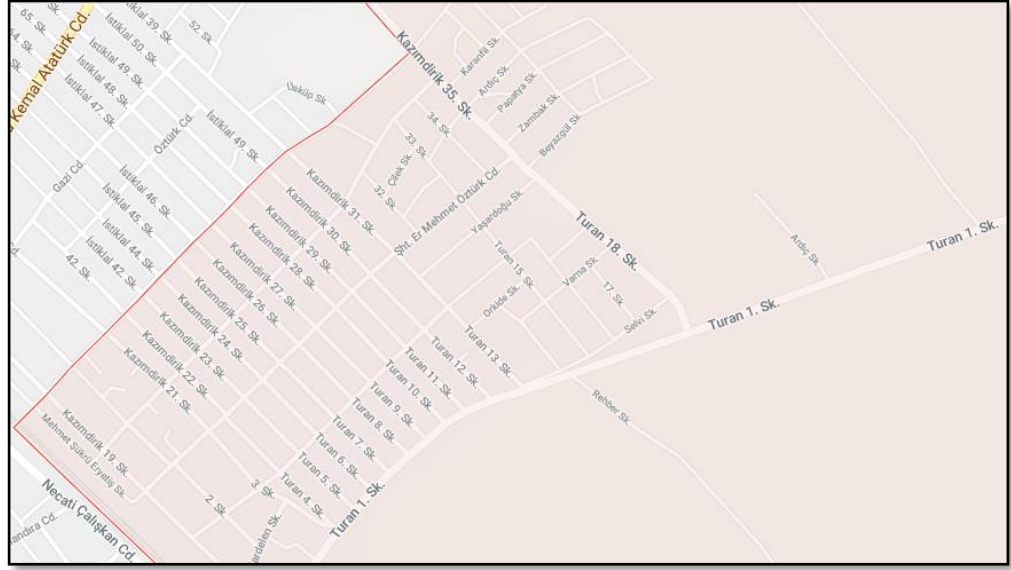 65. Sk.
İstiklal 39. Sk.
52. Sk.
İstiklal 50. Sk.
İstiklal 49. Sk.
İstiklal 48. Sk.
İstiklal 47. Sk.
Kemal Atatürk Cd.
Öztürk Cd.
Gazi Cd.
İstiklal 49. Sk.
İstiklal 46. Sk.
İstiklal 45. Sk.
İstiklal 44. Sk.
İstiklal 42. Sk.
42. Sk.
Üsküp Sk.
Kazımdirik 35. Sk.
Karanfil Sk.
Ardıç Sk.
Papatya Sk.
Zambak Sk.
Beyazgül Sk.
34. Sk.
33. Sk.
Çilek Sk.
32. Sk.
Şht. Er Mehmet Öztürk Cd.
Yaşardoğu Sk.
Kazımdirik 31. Sk.
Kazımdirik 30. Sk.
Kazımdirik 29. Sk.
Kazımdirik 28. Sk.
Kazımdirik 27. Sk.
Kazımdirik 26. Sk.
Kazımdirik 25. Sk.
Kazımdirik 24. Sk.
Kazımdirik 23. Sk.
Kazımdirik 22. Sk.
Kazımdirik 21. Sk.
Kazımdirik 19. Sk.
Mehmet Şükrü Eryetiş Sk.
Necati Çalışkan Cd.
andıra Cd.
Turan 18. Sk.
Turan 15. Sk.
Varna Sk.
17. Sk.
Orkide Sk.
Selvi Sk.
Ardıç Sk.
Turan 1. Sk.
Turan 1. Sk.
Turan 13. Sk.
Turan 12. Sk.
Turan 11. Sk.
Turan 10. Sk.
Turan 9. Sk.
Turan 8. Sk.
Turan 7. Sk.
Turan 6. Sk.
Turan 5. Sk.
Turan 4. Sk.
3. Sk.
2. Sk.
ardelen Sk.
Turan 1. Sk.
Rehber Sk.